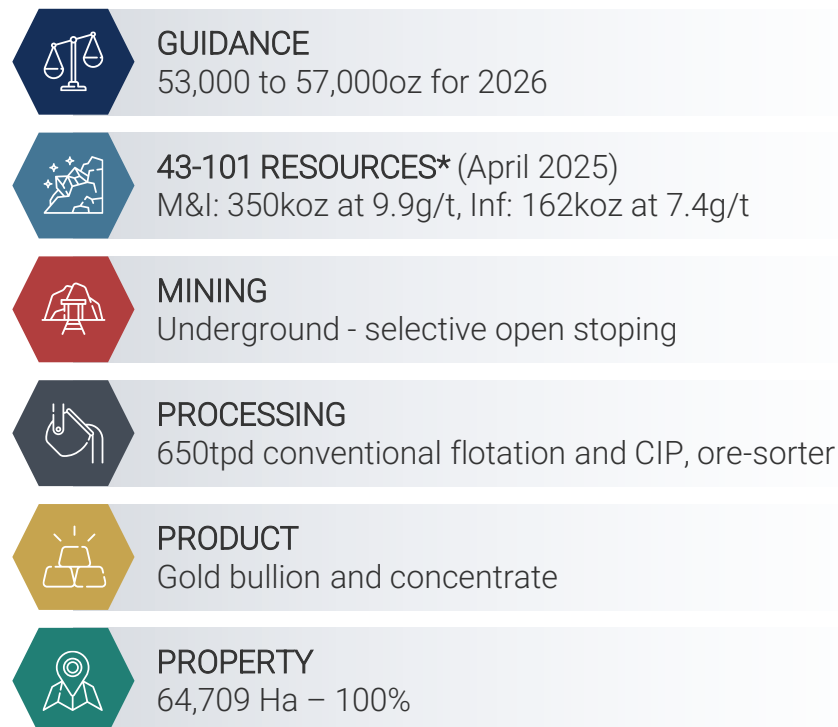 GUIDANCE
53,000 to 57,000oz for 2026
43-101 RESOURCES* (April 2025)
M&I: 350koz at 9.9g/t, Inf: 162koz at 7.4g/t
MINING
Underground - selective open stoping
PROCESSING
650tpd conventional flotation and CIP, ore-sorter
PRODUCT
Gold bullion and concentrate
PROPERTY
64,709 Ha – 100%